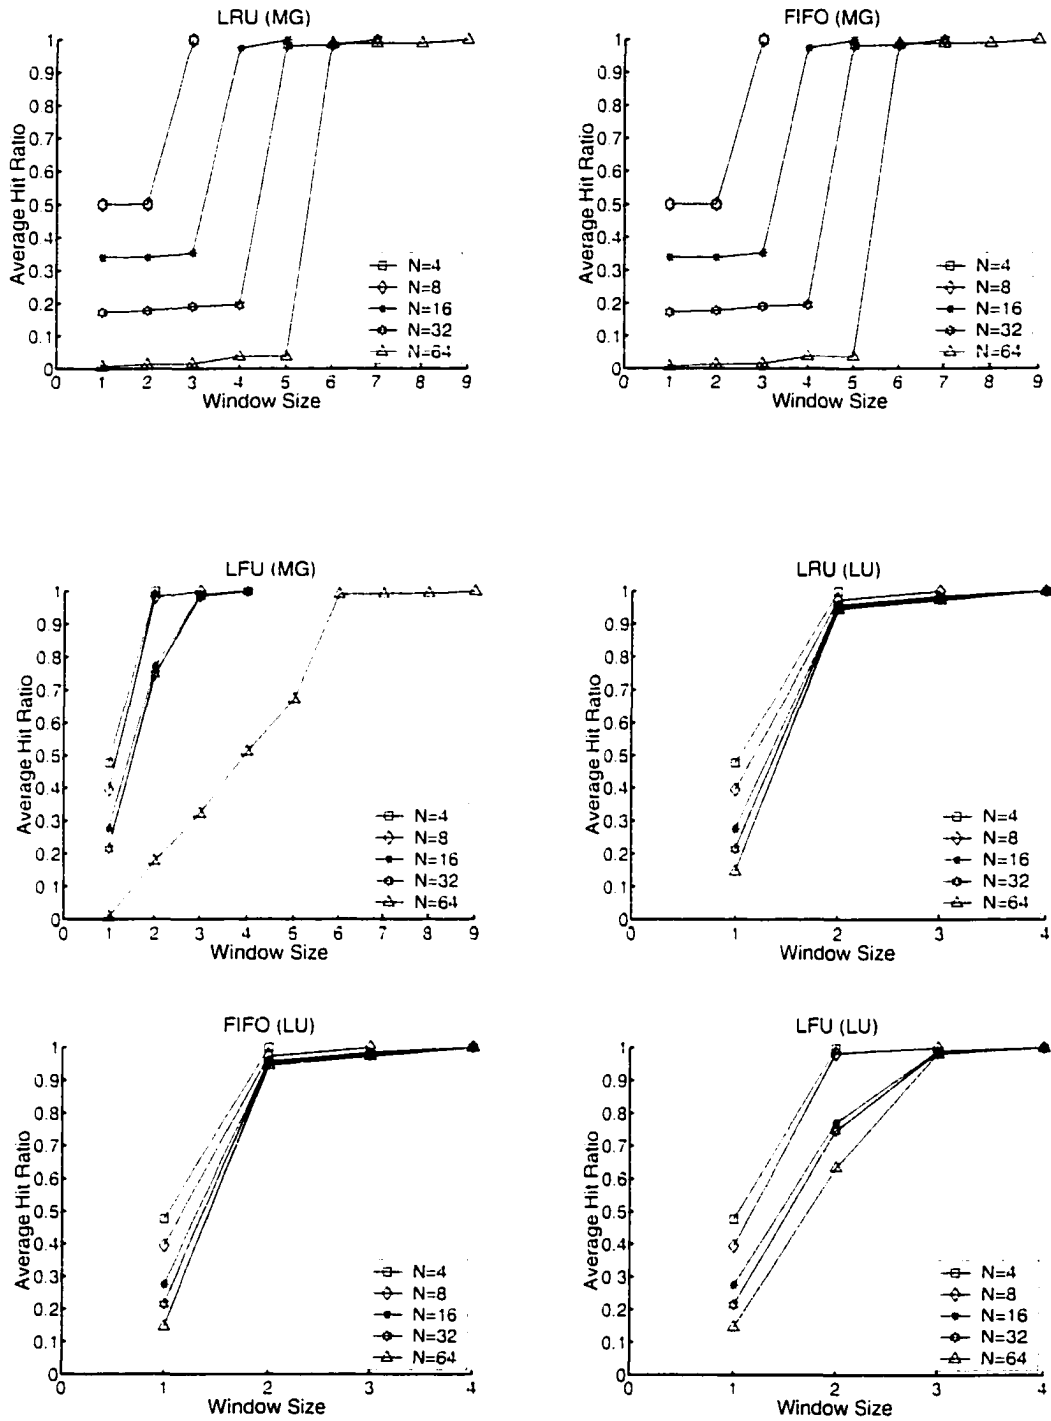 LRU (MG)
Average Hit Ratio
1
0.9
0.8
0.7
0.6
0.5
0.4
0.3
0.2
0.1
0
0 1 2 3 4 5 6 7 8 9
Window Size
N=4
N=8
N=16
N=32
N=64
FIFO (MG)
Average Hit Ratio
1
0.9
0.8
0.7
0.6
0.5
0.4
0.3
0.2
0.1
0
0 1 2 3 4 5 6 7 8 9
Window Size
N=4
N=8
N=16
N=32
N=64
LFU (MG)
Average Hit Ratio
1
0.9
0.8
0.7
0.6
0.5
0.4
0.3
0.2
0.1
0
0 1 2 3 4 5 6 7 8 9
Window Size
N=4
N=8
N=16
N=32
N=64
LRU (LU)
Average Hit Ratio
1
0.9
0.8
0.7
0.6
0.5
0.4
0.3
0.2
0.1
0
0 1 2 3 4
Window Size
N=4
N=8
N=16
N=32
N=64
FIFO (LU)
Average Hit Ratio
1
0.9
0.8
0.7
0.6
0.5
0.4
0.3
0.2
0.1
0
0 1 2 3 4
Window Size
N=4
N=8
N=16
N=32
N=64
LFU (LU)
Average Hit Ratio
1
0.9
0.8
0.7
0.6
0.5
0.4
0.3
0.2
0.1
0
0 1 2 3 4
Window Size
N=4
N=8
N=16
N=32
N=64